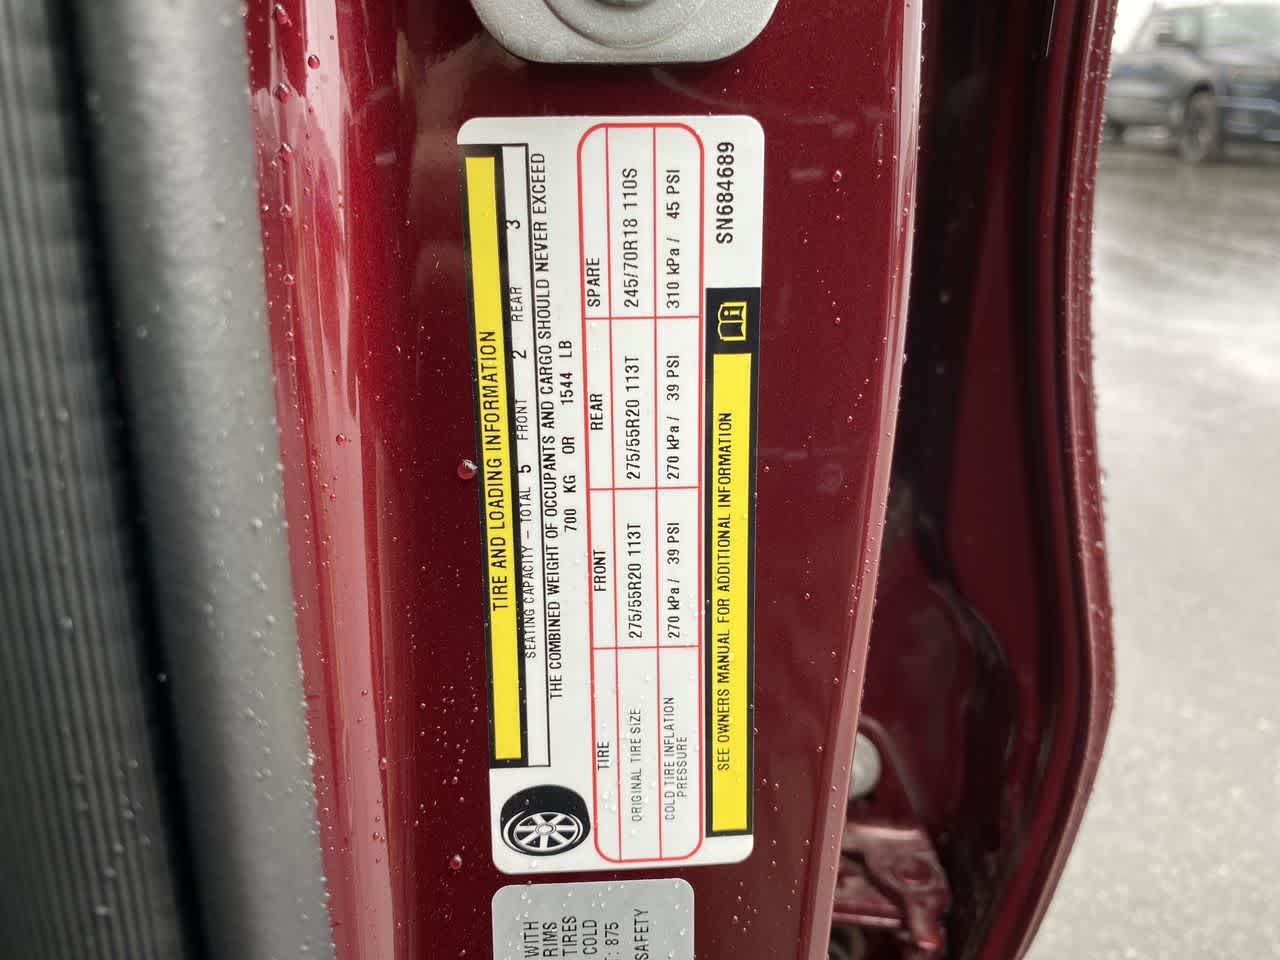 TIRE AND LOADING INFORMATION
SEATING CAPACITY – TOTAL 5 FRONT 2 REAR 3
THE COMBINED WEIGHT OF OCCUPANTS AND CARGO SHOULD NEVER EXCEED
700 KG OR 1544 LB
TIRE FRONT REAR SPARE
ORIGINAL TIRE SIZE 275/55R20 113T 275/55R20 113T 245/70R18 110S
COLD TIRE INFLATION PRESSURE 270 kPa / 39 PSI 270 kPa / 39 PSI 310 kPa / 45 PSI
SEE OWNERS MANUAL FOR ADDITIONAL INFORMATION
SN684689
WITH
RIMS
TIRES
COLD
: 875
SAFETY